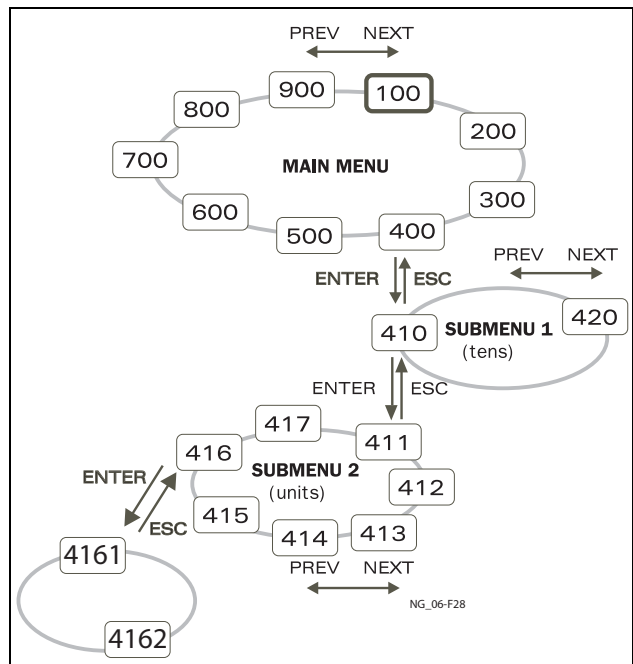 PREV NEXT
900 100
800 200
MAIN MENU
700 300
600 400
500
ENTER ESC
PREV NEXT
410 SUBMENU 1 420
(tens)
ENTER ESC
417 411
416 SUBMENU 2 412
(units)
415 413
414
ENTER
ESC
PREV NEXT
4161
4162
NG_06-F28